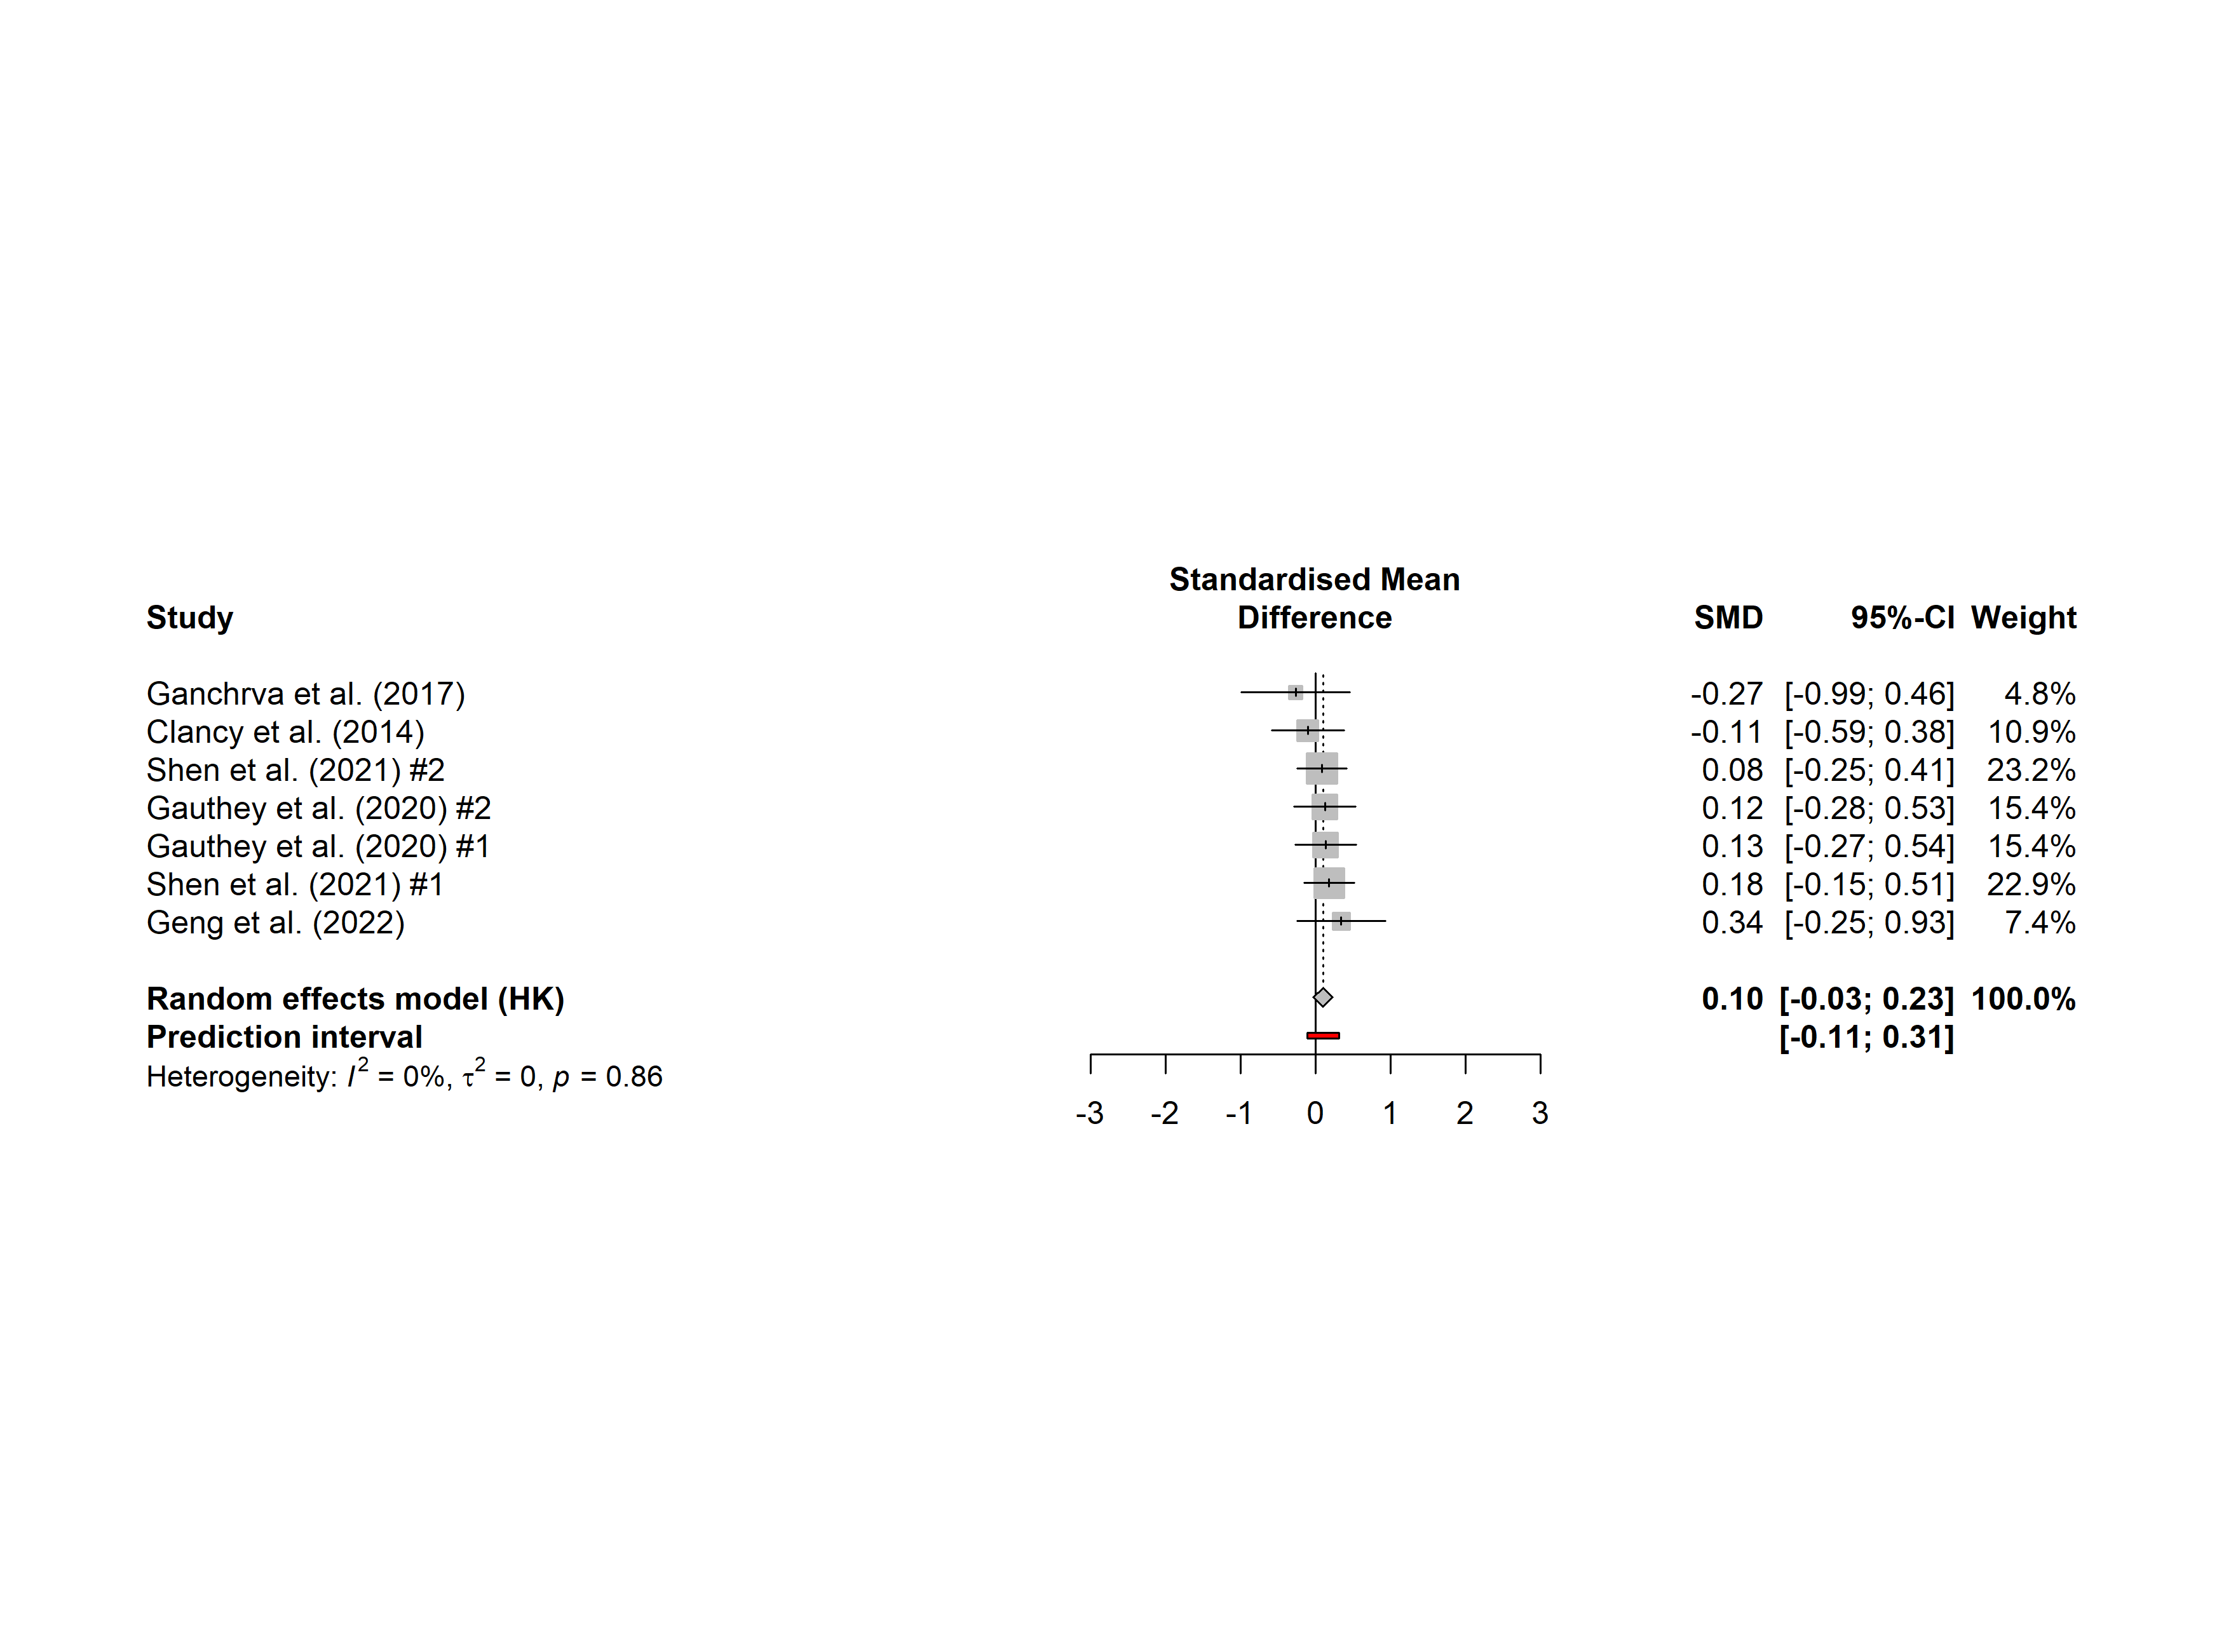 Standardised Mean
Study Difference SMD 95%-CI Weight
Ganchrva et al. (2017) -0.27 [-0.99; 0.46] 4.8%
Clancy et al. (2014) -0.11 [-0.59; 0.38] 10.9%
Shen et al. (2021) #2 0.08 [-0.25; 0.41] 23.2%
Gauthey et al. (2020) #2 0.12 [-0.28; 0.53] 15.4%
Gauthey et al. (2020) #1 0.13 [-0.27; 0.54] 15.4%
Shen et al. (2021) #1 0.18 [-0.15; 0.51] 22.9%
Geng et al. (2022) 0.34 [-0.25; 0.93] 7.4%
Random effects model (HK) 0.10 [-0.03; 0.23] 100.0%
Prediction interval [-0.11; 0.31]
Heterogeneity: I² = 0%, τ² = 0, p = 0.86
-3 -2 -1 0 1 2 3